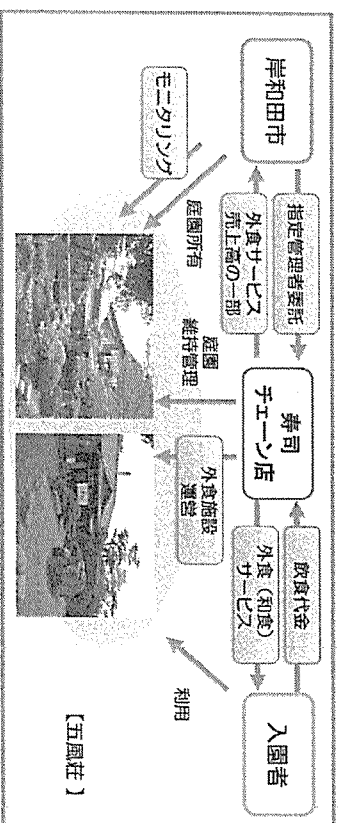 岸和田市
指定管理者委託
外食サービス
売上高の一部
寿司
チェーン店
飲食代金
外食（和食）
サービス
入園者
モニタリング
庭園所有
庭園
維持管理
外食施設
運営
利用
【五風荘】